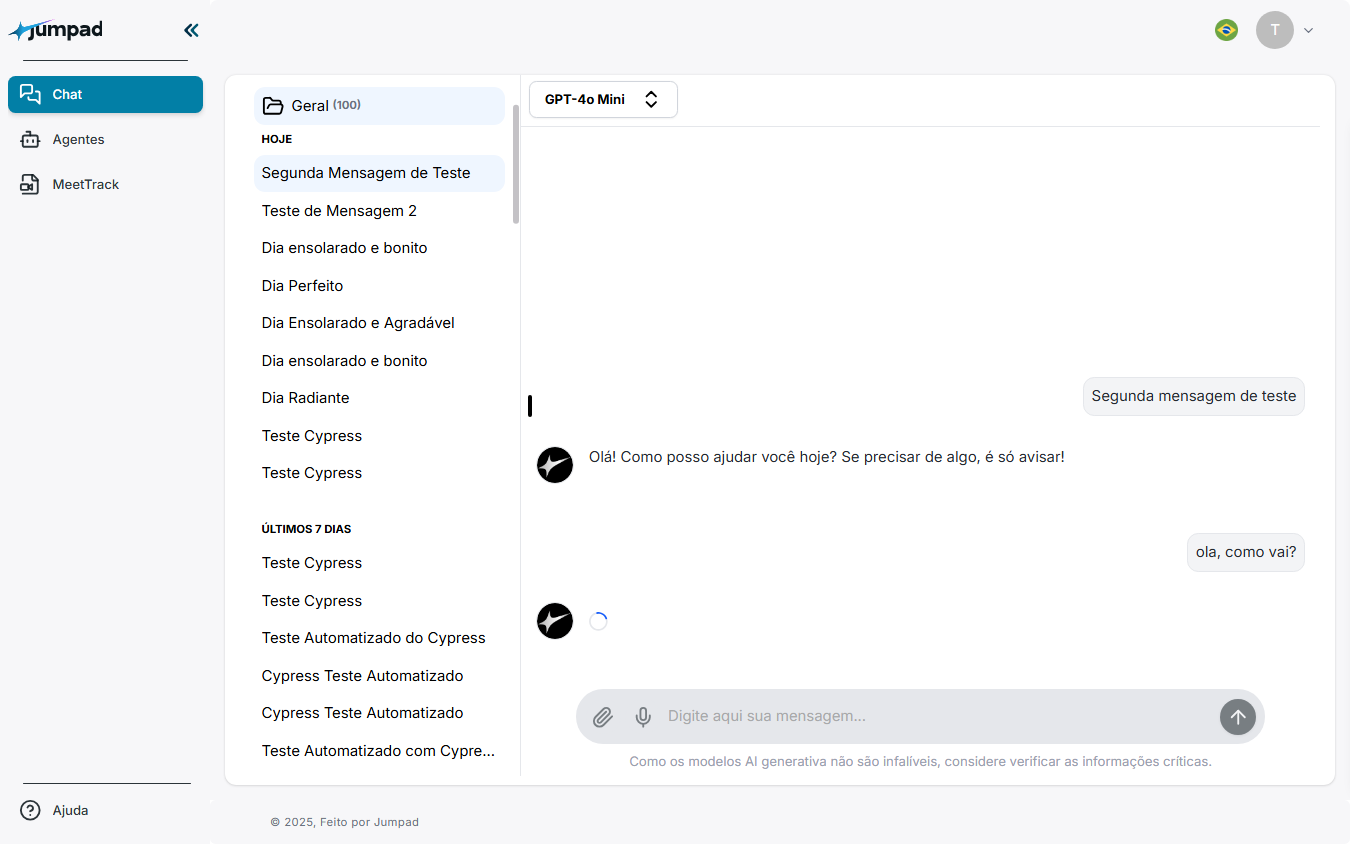 Jumpad
T
Chat
Agentes
MeetTrack
Geral (100)
HOJE
Segunda Mensagem de Teste
Teste de Mensagem 2
Dia ensolarado e bonito
Dia Perfeito
Dia Ensolarado e Agradável
Dia ensolarado e bonito
Dia Radiante
Teste Cypress
Teste Cypress
ÚLTIMOS 7 DIAS
Teste Cypress
Teste Cypress
Teste Automatizado do Cypress
Cypress Teste Automatizado
Cypress Teste Automatizado
Teste Automatizado com Cypre...
GPT-4o Mini
Segunda mensagem de teste
Olá! Como posso ajudar você hoje? Se precisar de algo, é só avisar!
ola, como vai?
Digite aqui sua mensagem...
Como os modelos AI generativa não são infalíveis, considere verificar as informações críticas.
Ajuda
© 2025, Feito por Jumpad